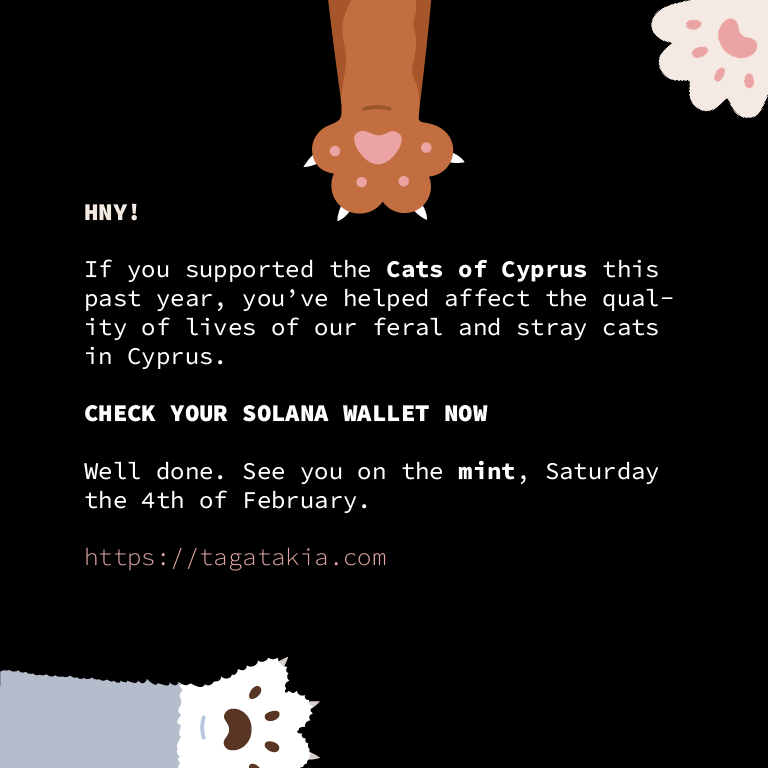 HNY!
If you supported the Cats of Cyprus this
past year, you’ve helped affect the qual-
ity of lives of our feral and stray cats
in Cyprus.
CHECK YOUR SOLANA WALLET NOW
Well done. See you on the mint, Saturday
the 4th of February.
https://tagatakia.com